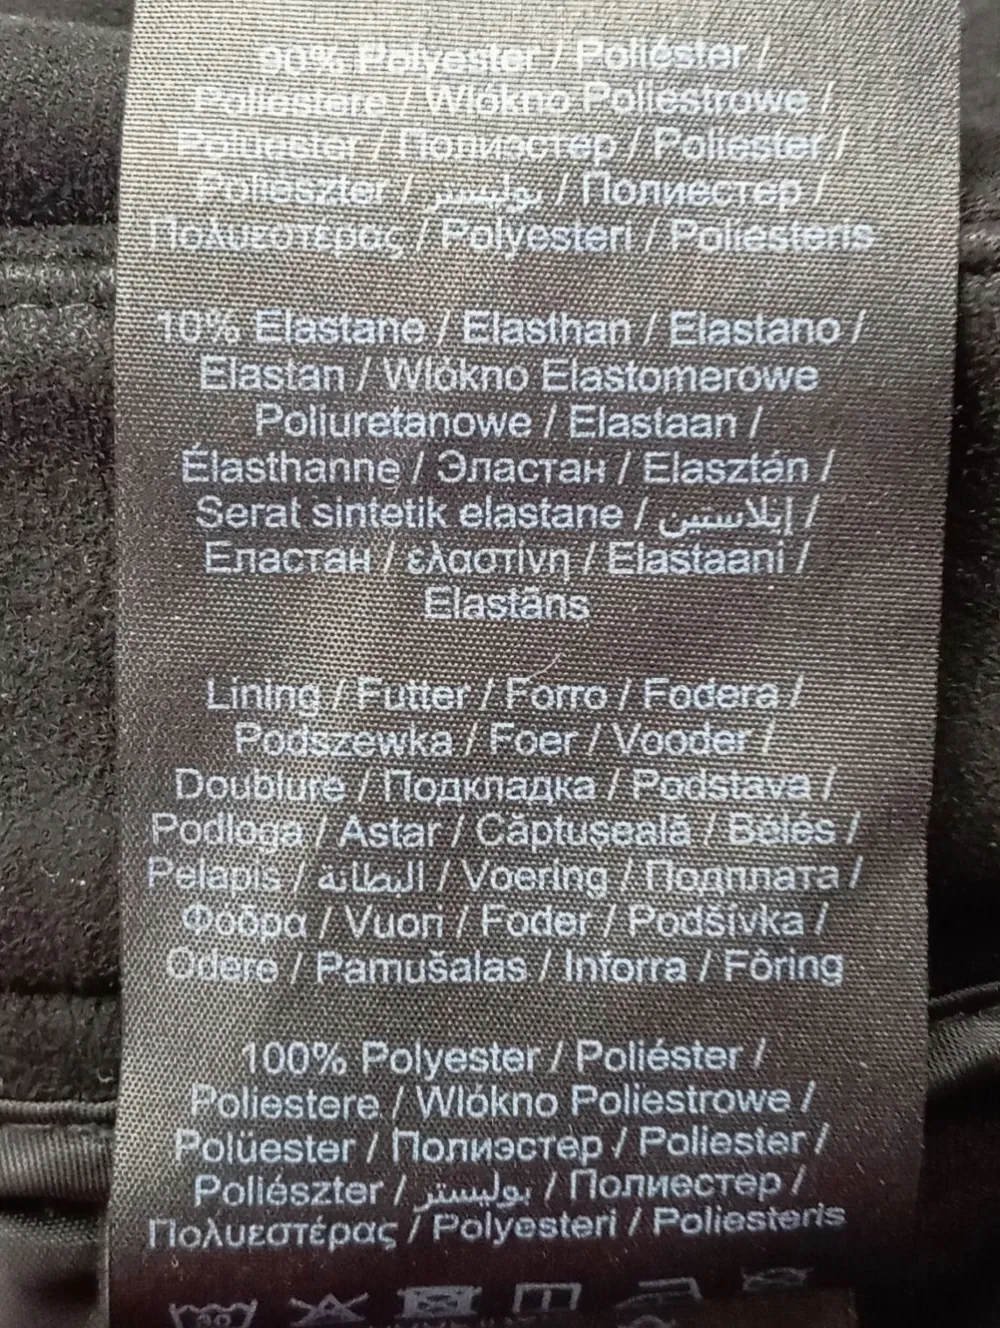 90% Polyester / Poliéster /
Poliestere / Włókno Poliestrowe /
Polüester / Полиэстер / Poliester /
Poliészter / بوليستر / Полиестер /
Πολυεστέρας / Polyesteri / Poliesteris
10% Elastane / Elasthan / Elastano /
Elastan / Włókno Elastomerowe
Poliuretanowe / Elastaan /
Élasthanne / Эластан / Elasztán /
Serat sintetik elastane / إيلاستين /
Еластан / ελαστίνη / Elastaani /
Elastāns
Lining / Futter / Forro / Fodera /
Podszewka / Foer / Vooder /
Doublure / Подкладка / Podstava /
Podloga / Astar / Căptușeală / Bélés /
Pelapis / البطانة / Voering / Подплата /
Φοδρα / Vuori / Foder / Podšívka /
Odere / Pamušalas / Inforra / Fôring
100% Polyester / Poliéster /
Poliestere / Włókno Poliestrowe /
Polüester / Полиэстер / Poliester /
Poliészter / بوليستر / Полиестер /
Πολυεστέρας / Polyesteri / Poliesteris
30